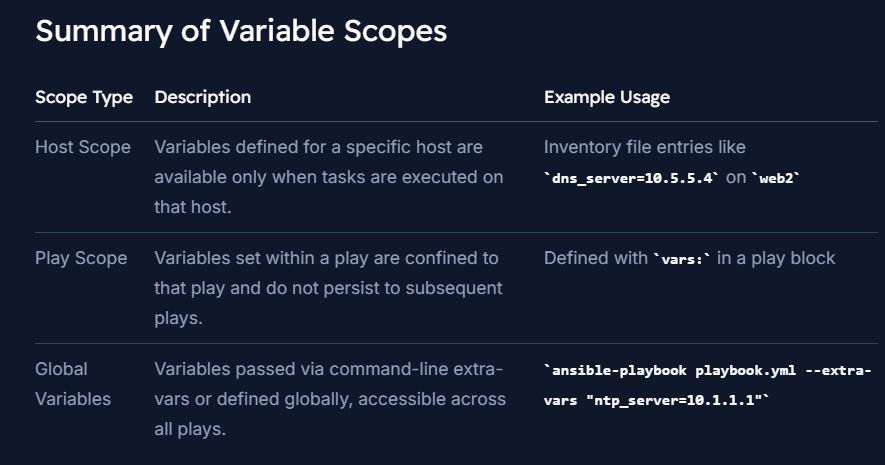 Summary of Variable Scopes
Scope Type Description Example Usage
Host Scope Variables defined for a specific host are Inventory file entries like
available only when tasks are executed on `dns_server=10.5.5.4` on `web2`
that host.
Play Scope Variables set within a play are confined to Defined with `vars:` in a play block
that play and do not persist to subsequent
plays.
Global Variables passed via command-line extra- `ansible-playbook playbook.yml --extra-
Variables vars or defined globally, accessible across vars "ntp_server=10.1.1.1"`
all plays.